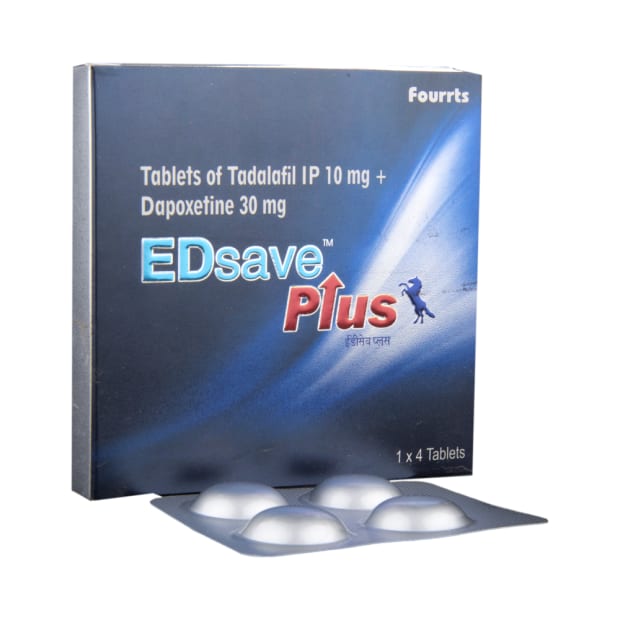 Fourrts
Tablets of Tadalafil IP 10 mg +
Dapoxetine 30 mg
EDsave™
Plus
ईडीसेव प्लस
1 x 4 Tablets